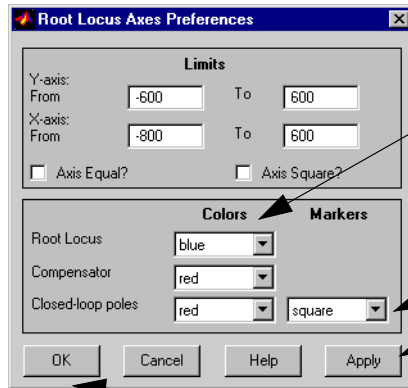 Root Locus Axes Preferences
Limits
Y-axis:
From -600 To 600
X-axis:
From -800 To 600
Axis Equal? Axis Square?
Colors Markers
Root Locus blue
Compensator red
Closed-loop poles red square
OK Cancel Help Apply